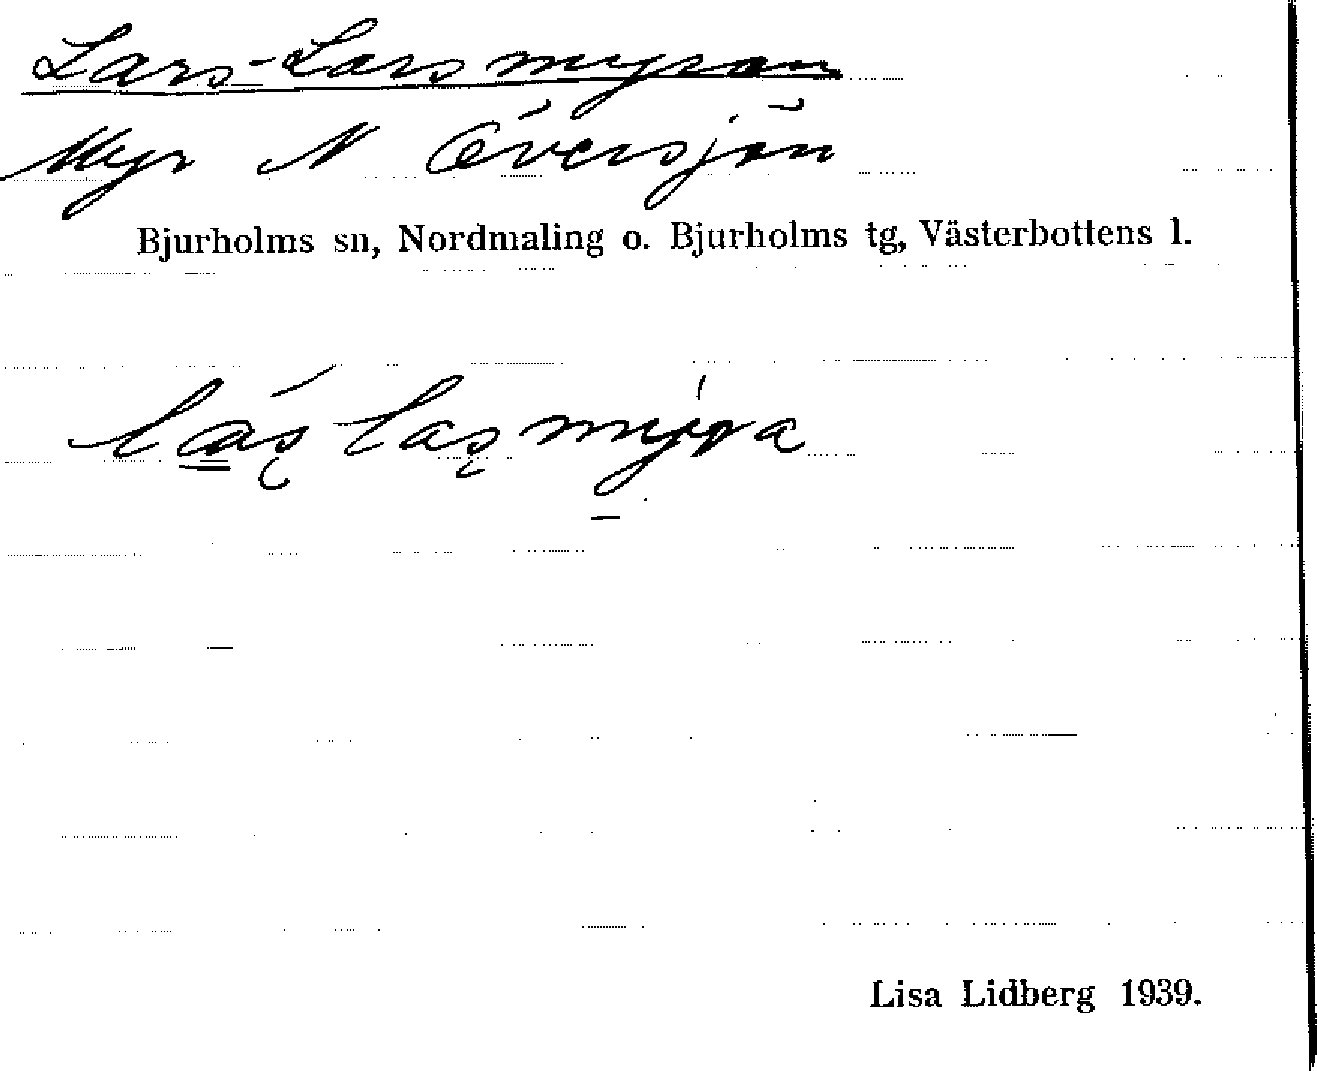 Lars-Larsmyran
Myr N Översjön
Bjurholms sn, Nordmaling o. Bjurholms tg, Västerbottens l.
Lisa Lidberg 1939.